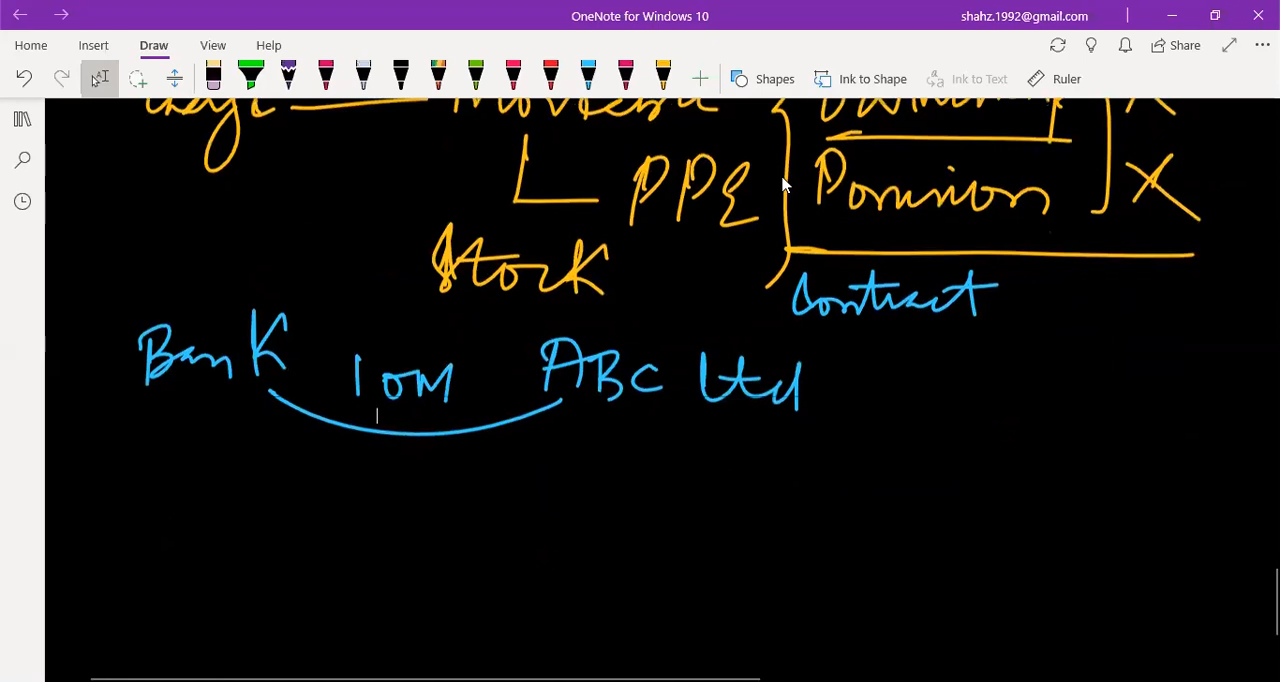 OneNote for Windows 10
shahz.1992@gmail.com
Home Insert Draw View Help
Share
Shapes Ink to Shape Ink to Text Ruler
PPE
Possession
Stock
Contract
Bank 10M ABC Ltd